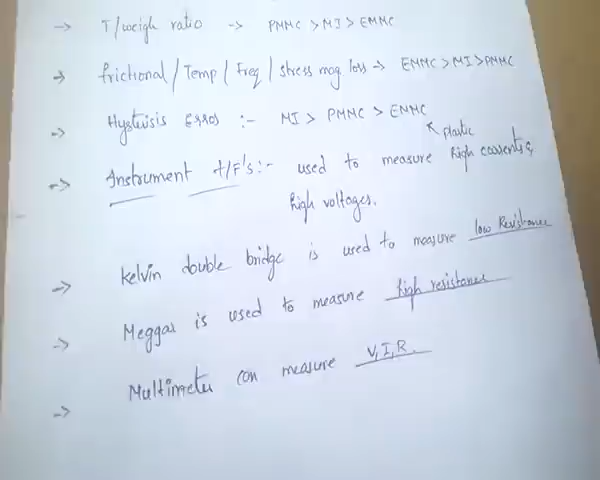 -> T/weigh ratio -> PMMC > MI > EMMC
-> frictional / Temp / Freq / stress mag loss -> EMMC > MI > PMMC
-> Hysterisis Error :- MI > PMMC > EMMC
plastic
-> Instrument t/F's :- used to measure high currents &
high voltages.
-> Kelvin double bridge is used to measure low Resistance
-> Meggar is used to measure high resistance
-> Multimeter can measure V, I, R.